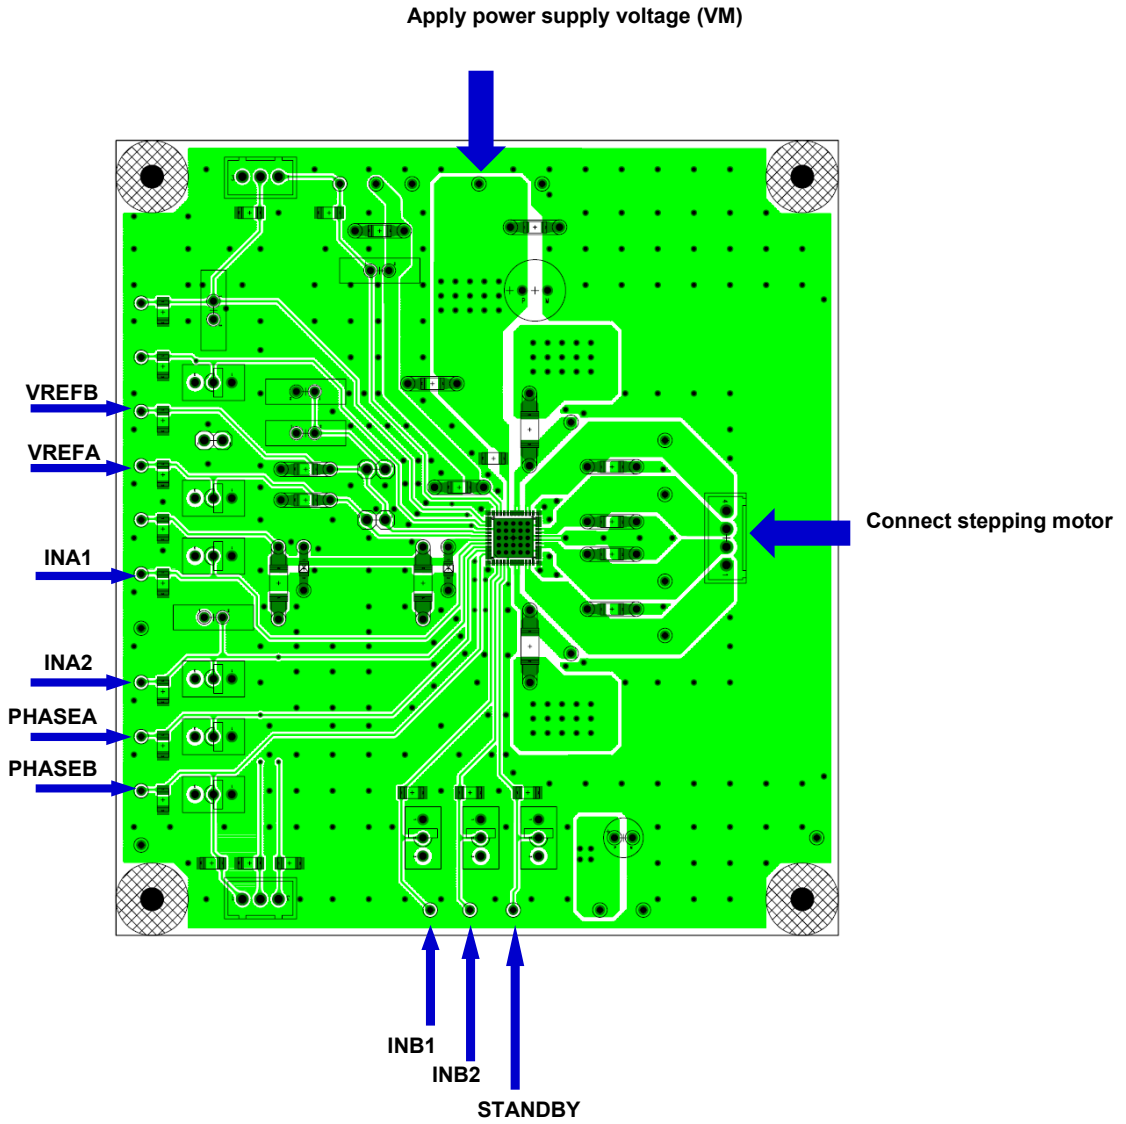 Apply power supply voltage (VM)
VREFB
VREFA
Connect stepping motor
INA1
INA2
PHASEA
PHASEB
INB1
INB2
STANDBY